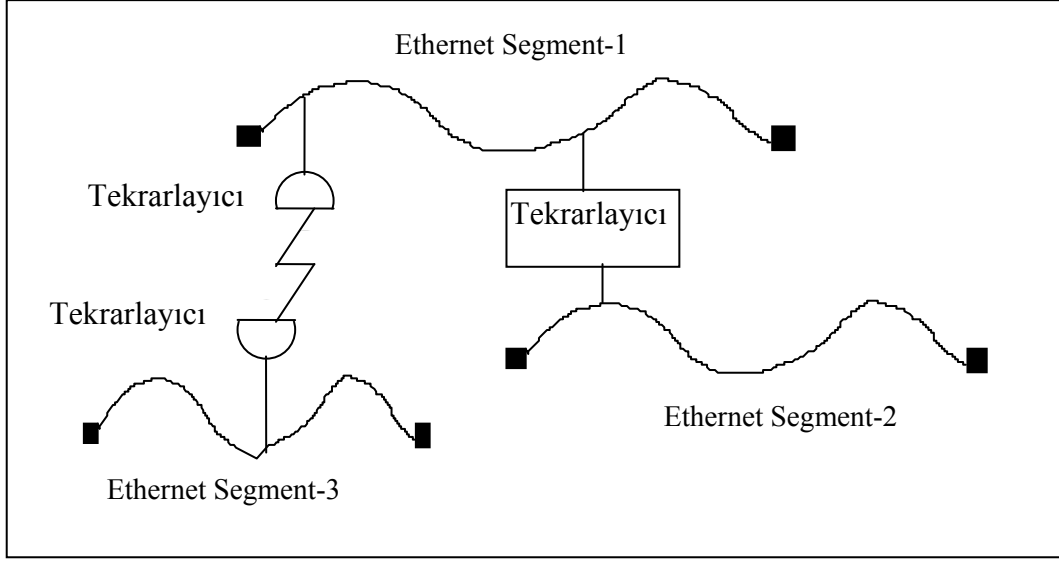 Ethernet Segment-1
Tekrarlayıcı
Tekrarlayıcı
Tekrarlayıcı
Ethernet Segment-2
Ethernet Segment-3